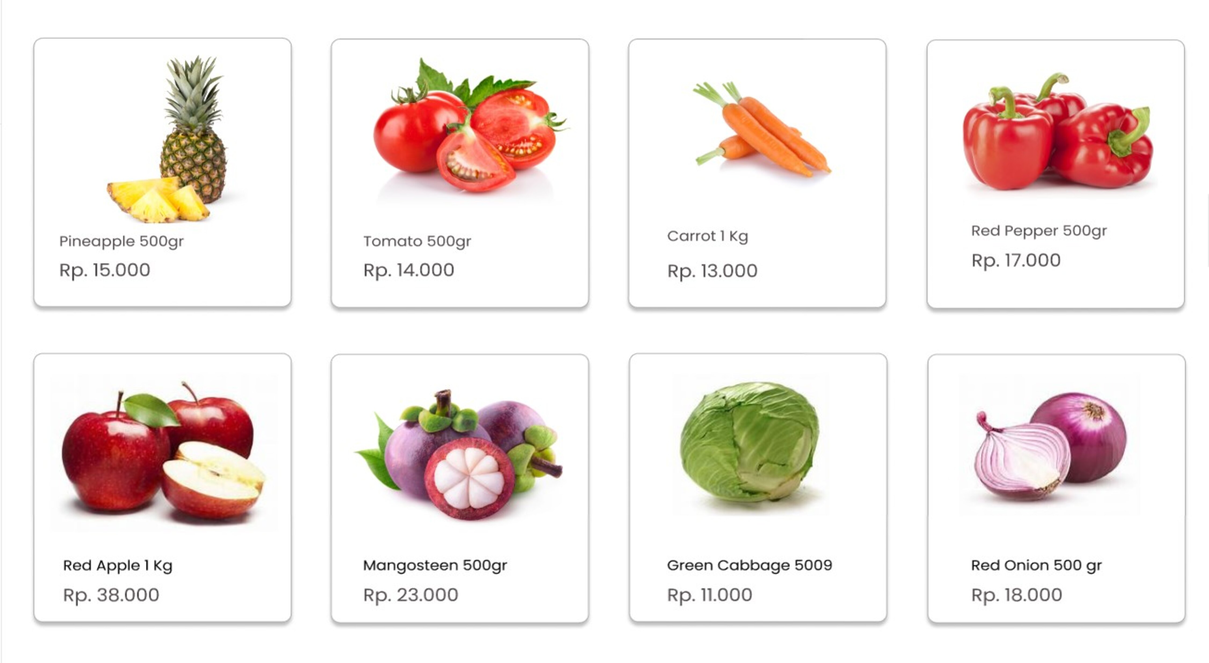 Pineapple 500gr
Rp. 15.000
Tomato 500gr
Rp. 14.000
Carrot 1 Kg
Rp. 13.000
Red Pepper 500gr
Rp. 17.000
Red Apple 1 Kg
Rp. 38.000
Mangosteen 500gr
Rp. 23.000
Green Cabbage 5009
Rp. 11.000
Red Onion 500 gr
Rp. 18.000